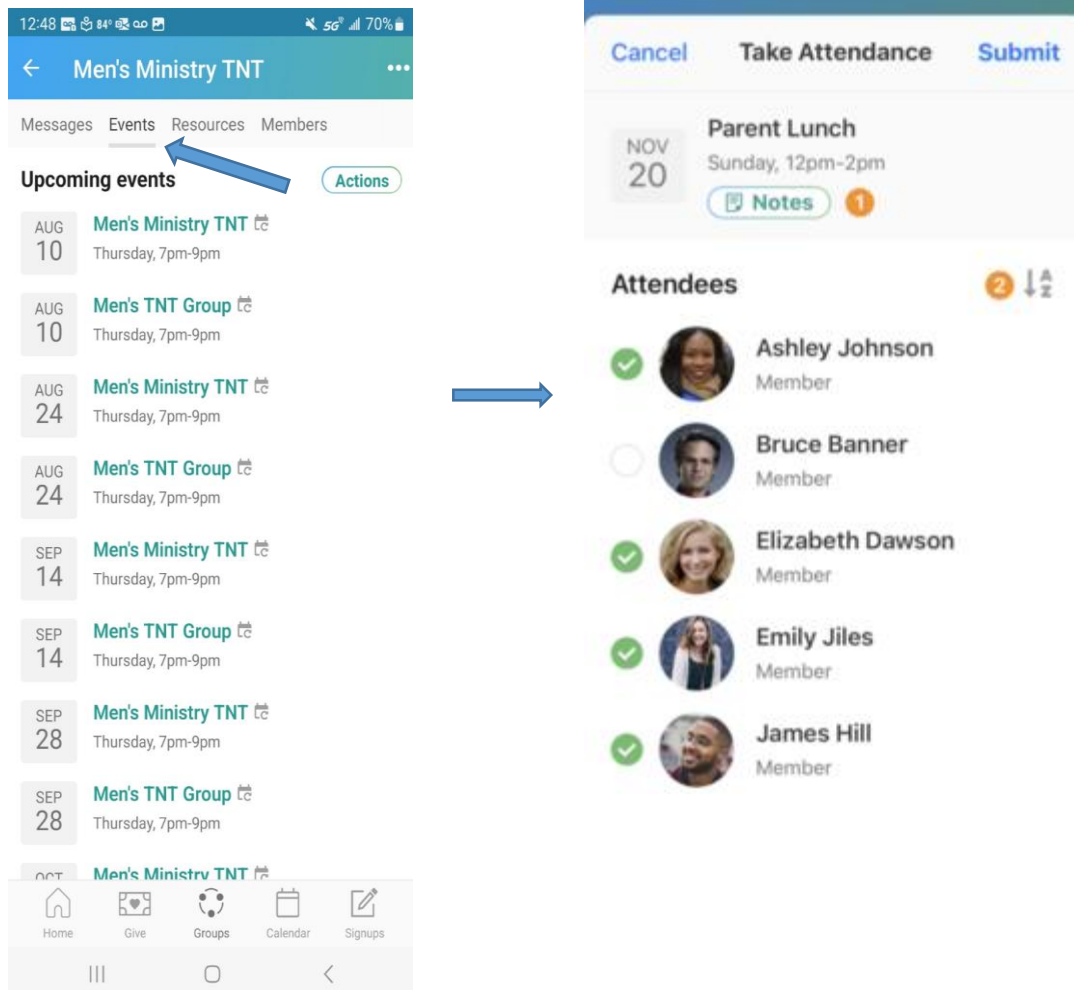 12:48 84° 5G 70%
Men's Ministry TNT
Messages Events Resources Members
Upcoming events Actions
AUG
10
Men's Ministry TNT
Thursday, 7pm-9pm
AUG
10
Men's TNT Group
Thursday, 7pm-9pm
AUG
24
Men's Ministry TNT
Thursday, 7pm-9pm
AUG
24
Men's TNT Group
Thursday, 7pm-9pm
SEP
14
Men's Ministry TNT
Thursday, 7pm-9pm
SEP
14
Men's TNT Group
Thursday, 7pm-9pm
SEP
28
Men's Ministry TNT
Thursday, 7pm-9pm
SEP
28
Men's TNT Group
Thursday, 7pm-9pm
OCT
Men's Ministry TNT
Home Give Groups Calendar Signups
Cancel Take Attendance Submit
NOV
20
Parent Lunch
Sunday, 12pm-2pm
Notes 1
Attendees 2 A
Z
Ashley Johnson
Member
Bruce Banner
Member
Elizabeth Dawson
Member
Emily Jiles
Member
James Hill
Member